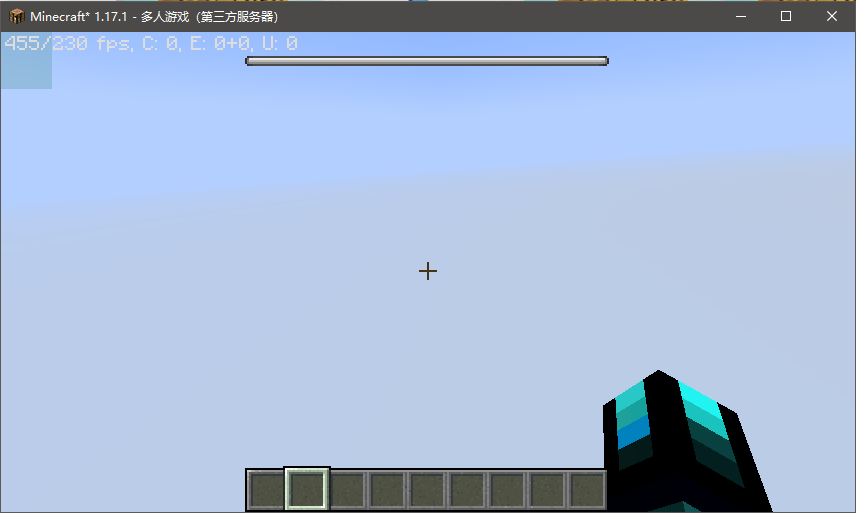 Minecraft* 1.17.1 - 多人游戏（第三方服务器）
455/230 fps, C: 0, E: 0+0, U: 0